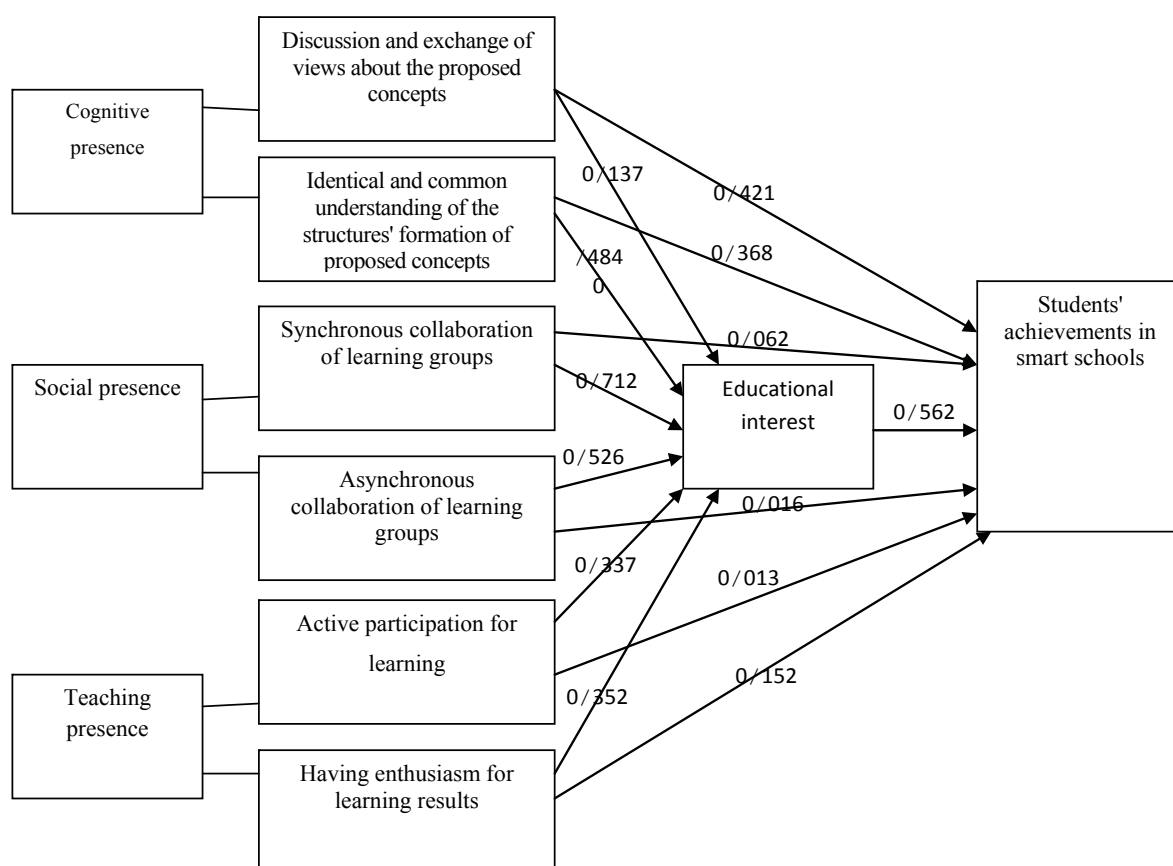 Discussion and exchange of
views about the proposed
concepts
Cognitive
presence
Identical and common
understanding of the
structures' formation of
proposed concepts
Synchronous collaboration
of learning groups
Social presence
Asynchronous
collaboration of learning
groups
Active participation for
learning
Teaching
presence
Having enthusiasm for
learning results
0/137
0/421
/484
0
0/368
0/062
0/712
0/526
0/016
0/337
0/013
0/352
0/152
Educational
interest
0/562
Students'
achievements in
smart schools